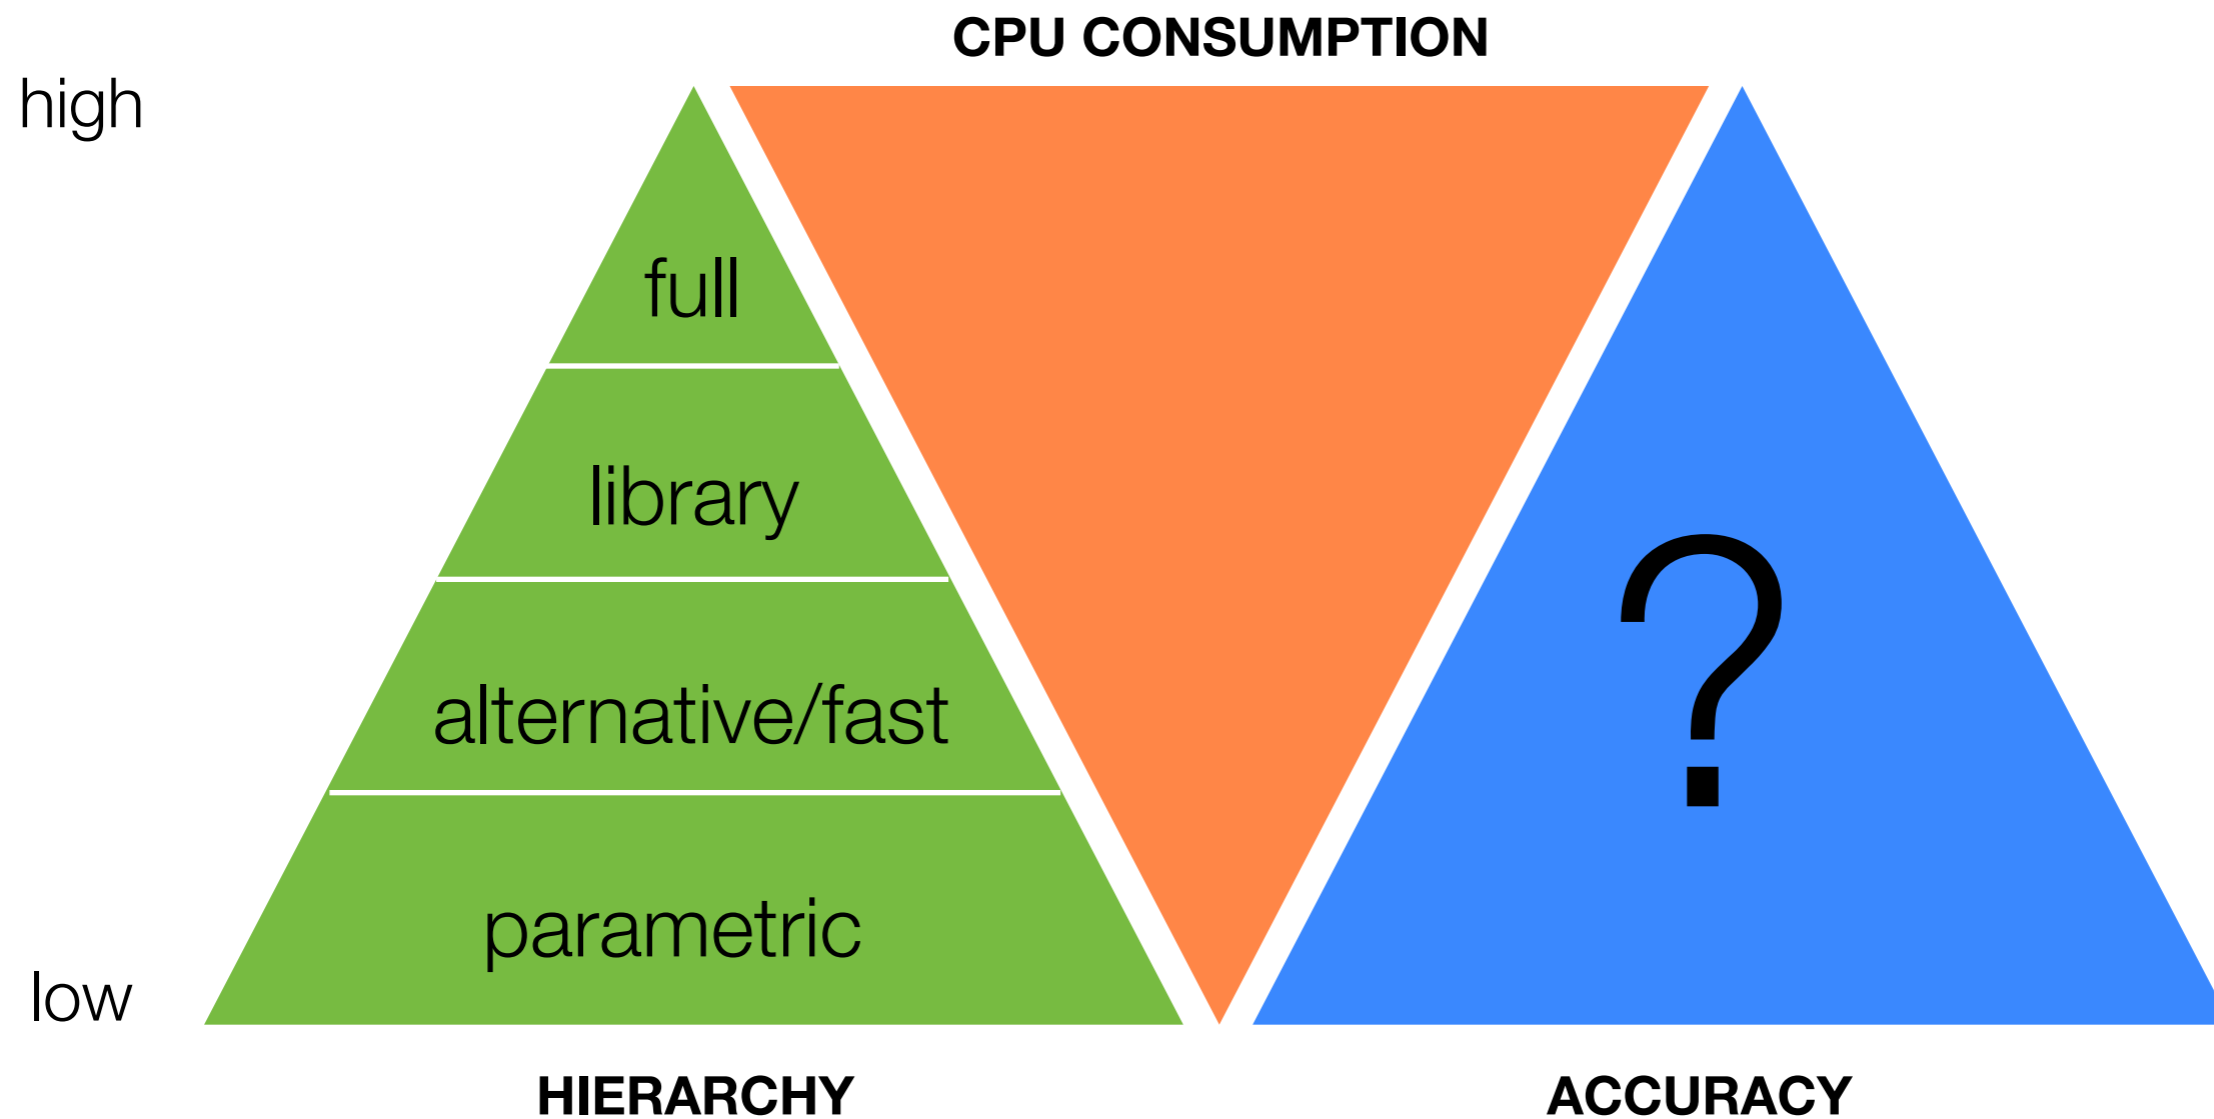 CPU CONSUMPTION
high
full
library
alternative/fast
?
parametric
low
HIERARCHY
ACCURACY